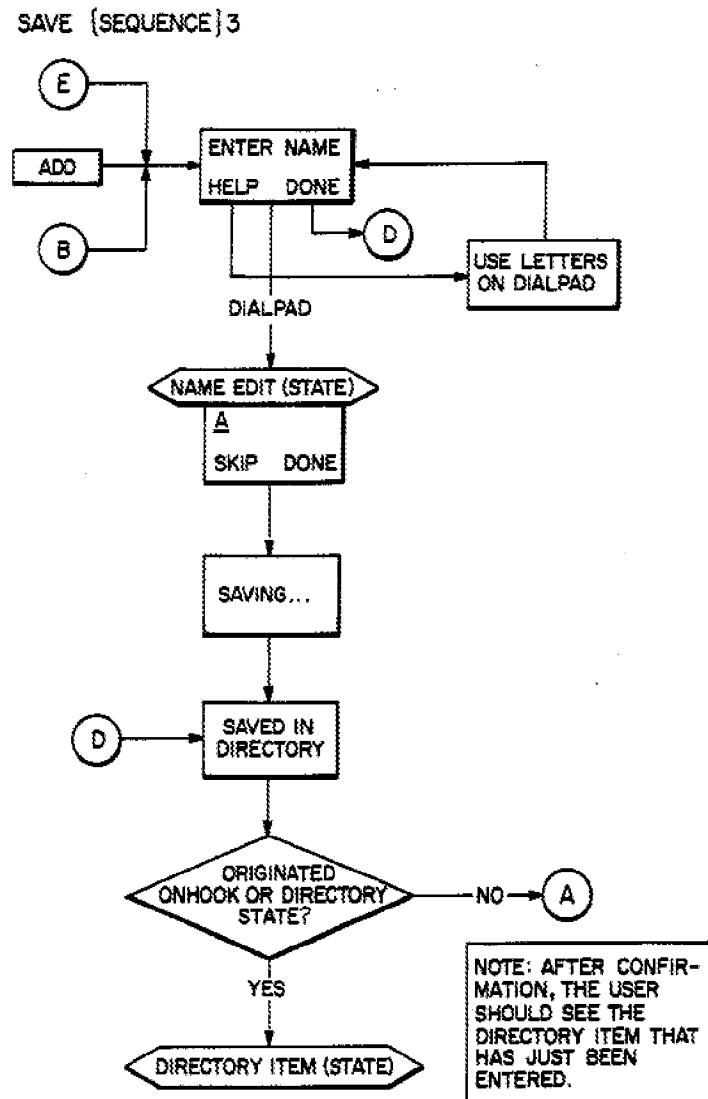 SAVE {SEQUENCE} 3
E
ADD
B
ENTER NAME
HELP DONE
D
USE LETTERS
ON DIALPAD
DIALPAD
NAME EDIT (STATE)
A
SKIP DONE
SAVING...
D
SAVED IN
DIRECTORY
ORIGINATED
ONHOOK OR DIRECTORY
STATE?
NO
A
YES
DIRECTORY ITEM (STATE)
NOTE: AFTER CONFIR-
MATION, THE USER
SHOULD SEE THE
DIRECTORY ITEM THAT
HAS JUST BEEN
ENTERED.